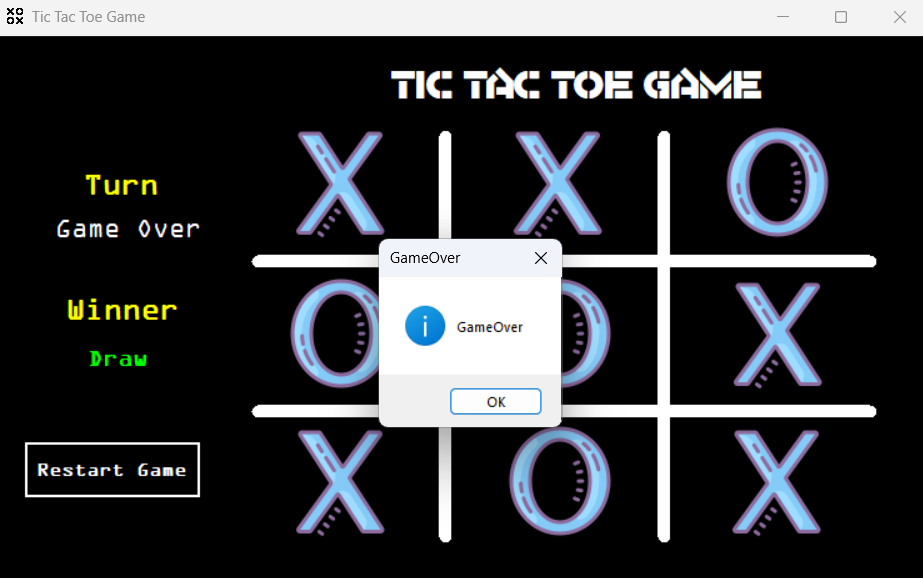 Tic Tac Toe Game
TIC TAC TOE GAME
Turn
Game Over
Winner
Draw
Restart Game
X X O
O O X
X O X
GameOver
GameOver
OK